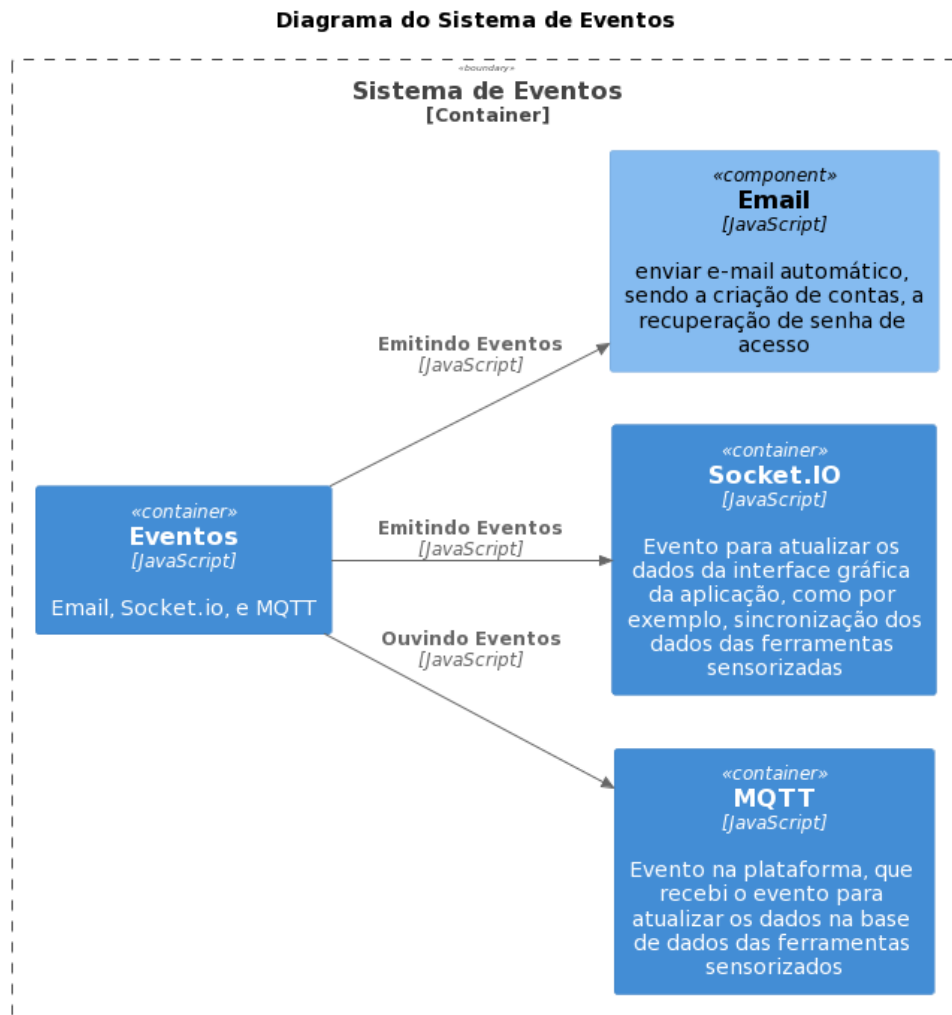 Diagrama do Sistema de Eventos
«boundary»
Sistema de Eventos
[Container]
«component»
Email
[JavaScript]
enviar e-mail automático,
sendo a criação de contas, a
recuperação de senha de
acesso
Emitindo Eventos
[JavaScript]
«container»
Socket.IO
[JavaScript]
Evento para atualizar os
dados da interface gráfica
da aplicação, como por
exemplo, sincronização dos
dados das ferramentas
sensorizadas
«container»
Eventos
[JavaScript]
Email, Socket.io, e MQTT
Emitindo Eventos
[JavaScript]
Ouvindo Eventos
[JavaScript]
«container»
MQTT
[JavaScript]
Evento na plataforma, que
recebi o evento para
atualizar os dados na base
de dados das ferramentas
sensorizados